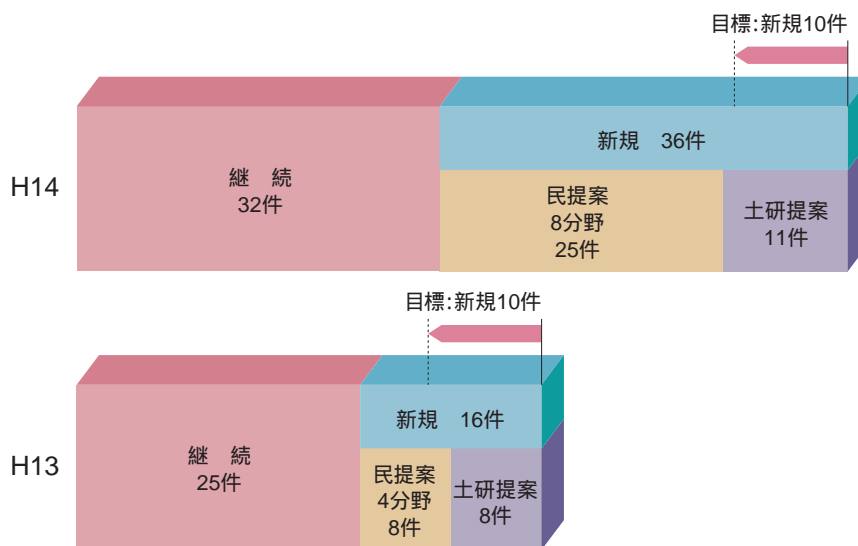 目標:新規10件
H14
継　続
32件
新規　36件
民提案
8分野
25件
土研提案
11件
目標:新規10件
H13
継　続
25件
新規　16件
民提案
4分野
8件
土研提案
8件